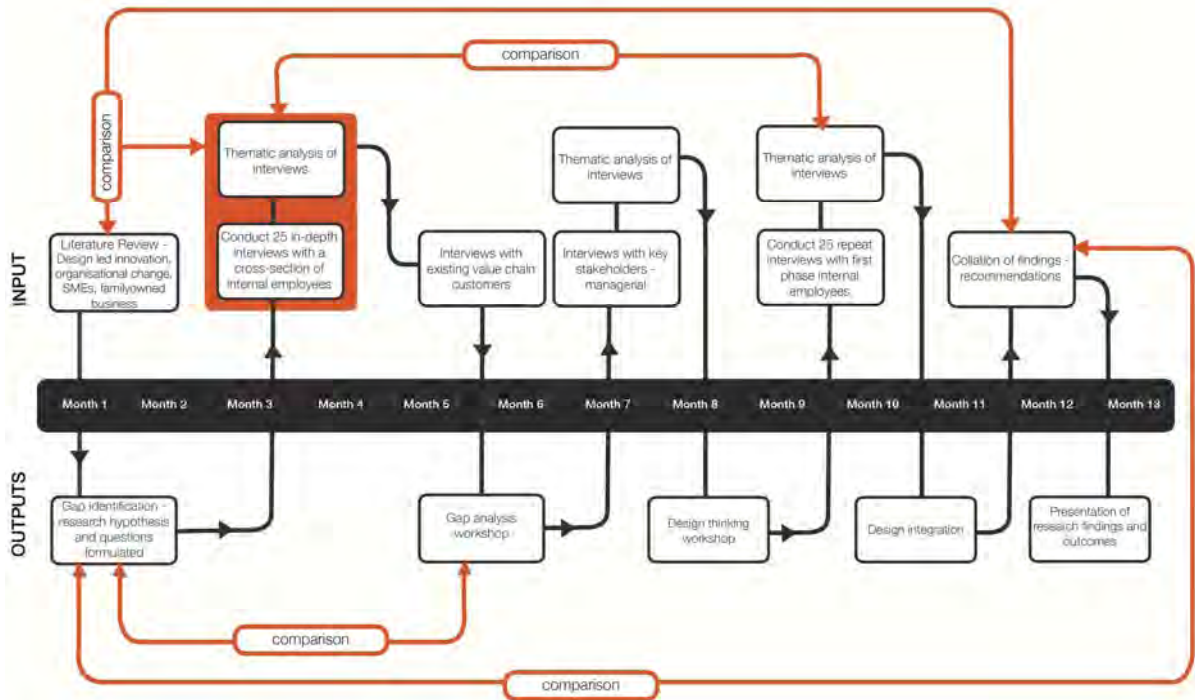 comparison
comparison
Thematic analysis of
interviews
Thematic analysis of
interviews
Thematic analysis of
interviews
Literature Review -
Design led innovation,
organisational change,
SMEs, familyowned
business
Conduct 25 in-depth
interviews with a
cross-section of
internal employees
Interviews with
existing value chain
customers
Interviews with key
stakeholders -
managerial
Conduct 25 repeat
interviews with first
phase internal
employees
Collation of findings -
recommendations
INPUT
Month 1 Month 2 Month 3 Month 4 Month 5 Month 6 Month 7 Month 8 Month 9 Month 10 Month 11 Month 12 Month 13
OUTPUTS
Gap identification -
research hypothesis
and questions
formulated
Gap analysis
workshop
Design thinking
workshop
Design integration
Presentation of
research findings and
outcomes
comparison
comparison